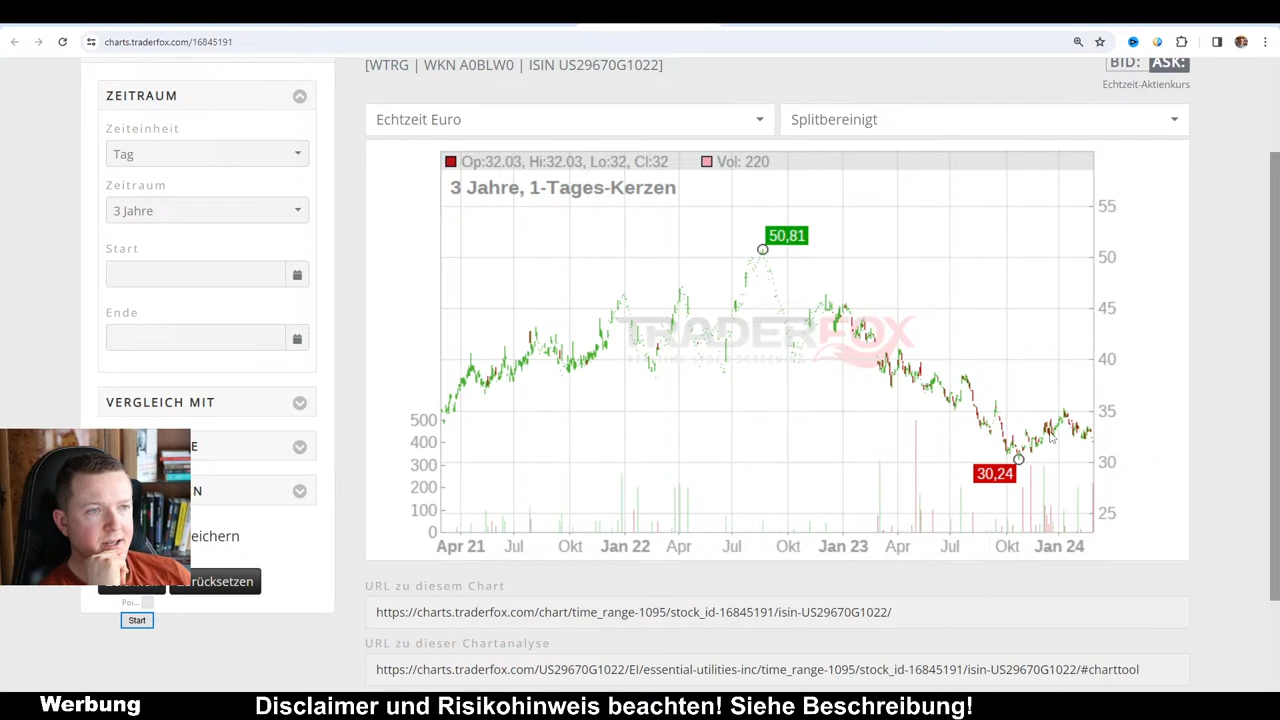 charts.traderfox.com/16845191
[WTRG | WKN A0BLW0 | ISIN US29670G1022]
BID: ASK:
Echtzeit-Aktienkurs
ZEITRAUM
Zeiteinheit
Tag
Zeitraum
3 Jahre
Start
Ende
VERGLEICH MIT
E
N
eichern
urücksetzen
Start
Echtzeit Euro
Splitbereinigt
Op:32.03, Hi:32.03, Lo:32, Cl:32
Vol: 220
3 Jahre, 1-Tages-Kerzen
50,81
30,24
TRADERFOX
55
50
45
40
35
30
25
500
400
300
200
100
0
Apr 21 Jul Okt Jan 22 Apr Jul Okt Jan 23 Apr Jul Okt Jan 24
URL zu diesem Chart
https://charts.traderfox.com/chart/time_range-1095/stock_id-16845191/isin-US29670G1022/
URL zu dieser Chartanalyse
https://charts.traderfox.com/US29670G1022/EI/essential-utilities-inc/time_range-1095/stock_id-16845191/isin-US29670G1022/#charttool
Werbung
Disclaimer und Risikohinweis beachten! Siehe Beschreibung!